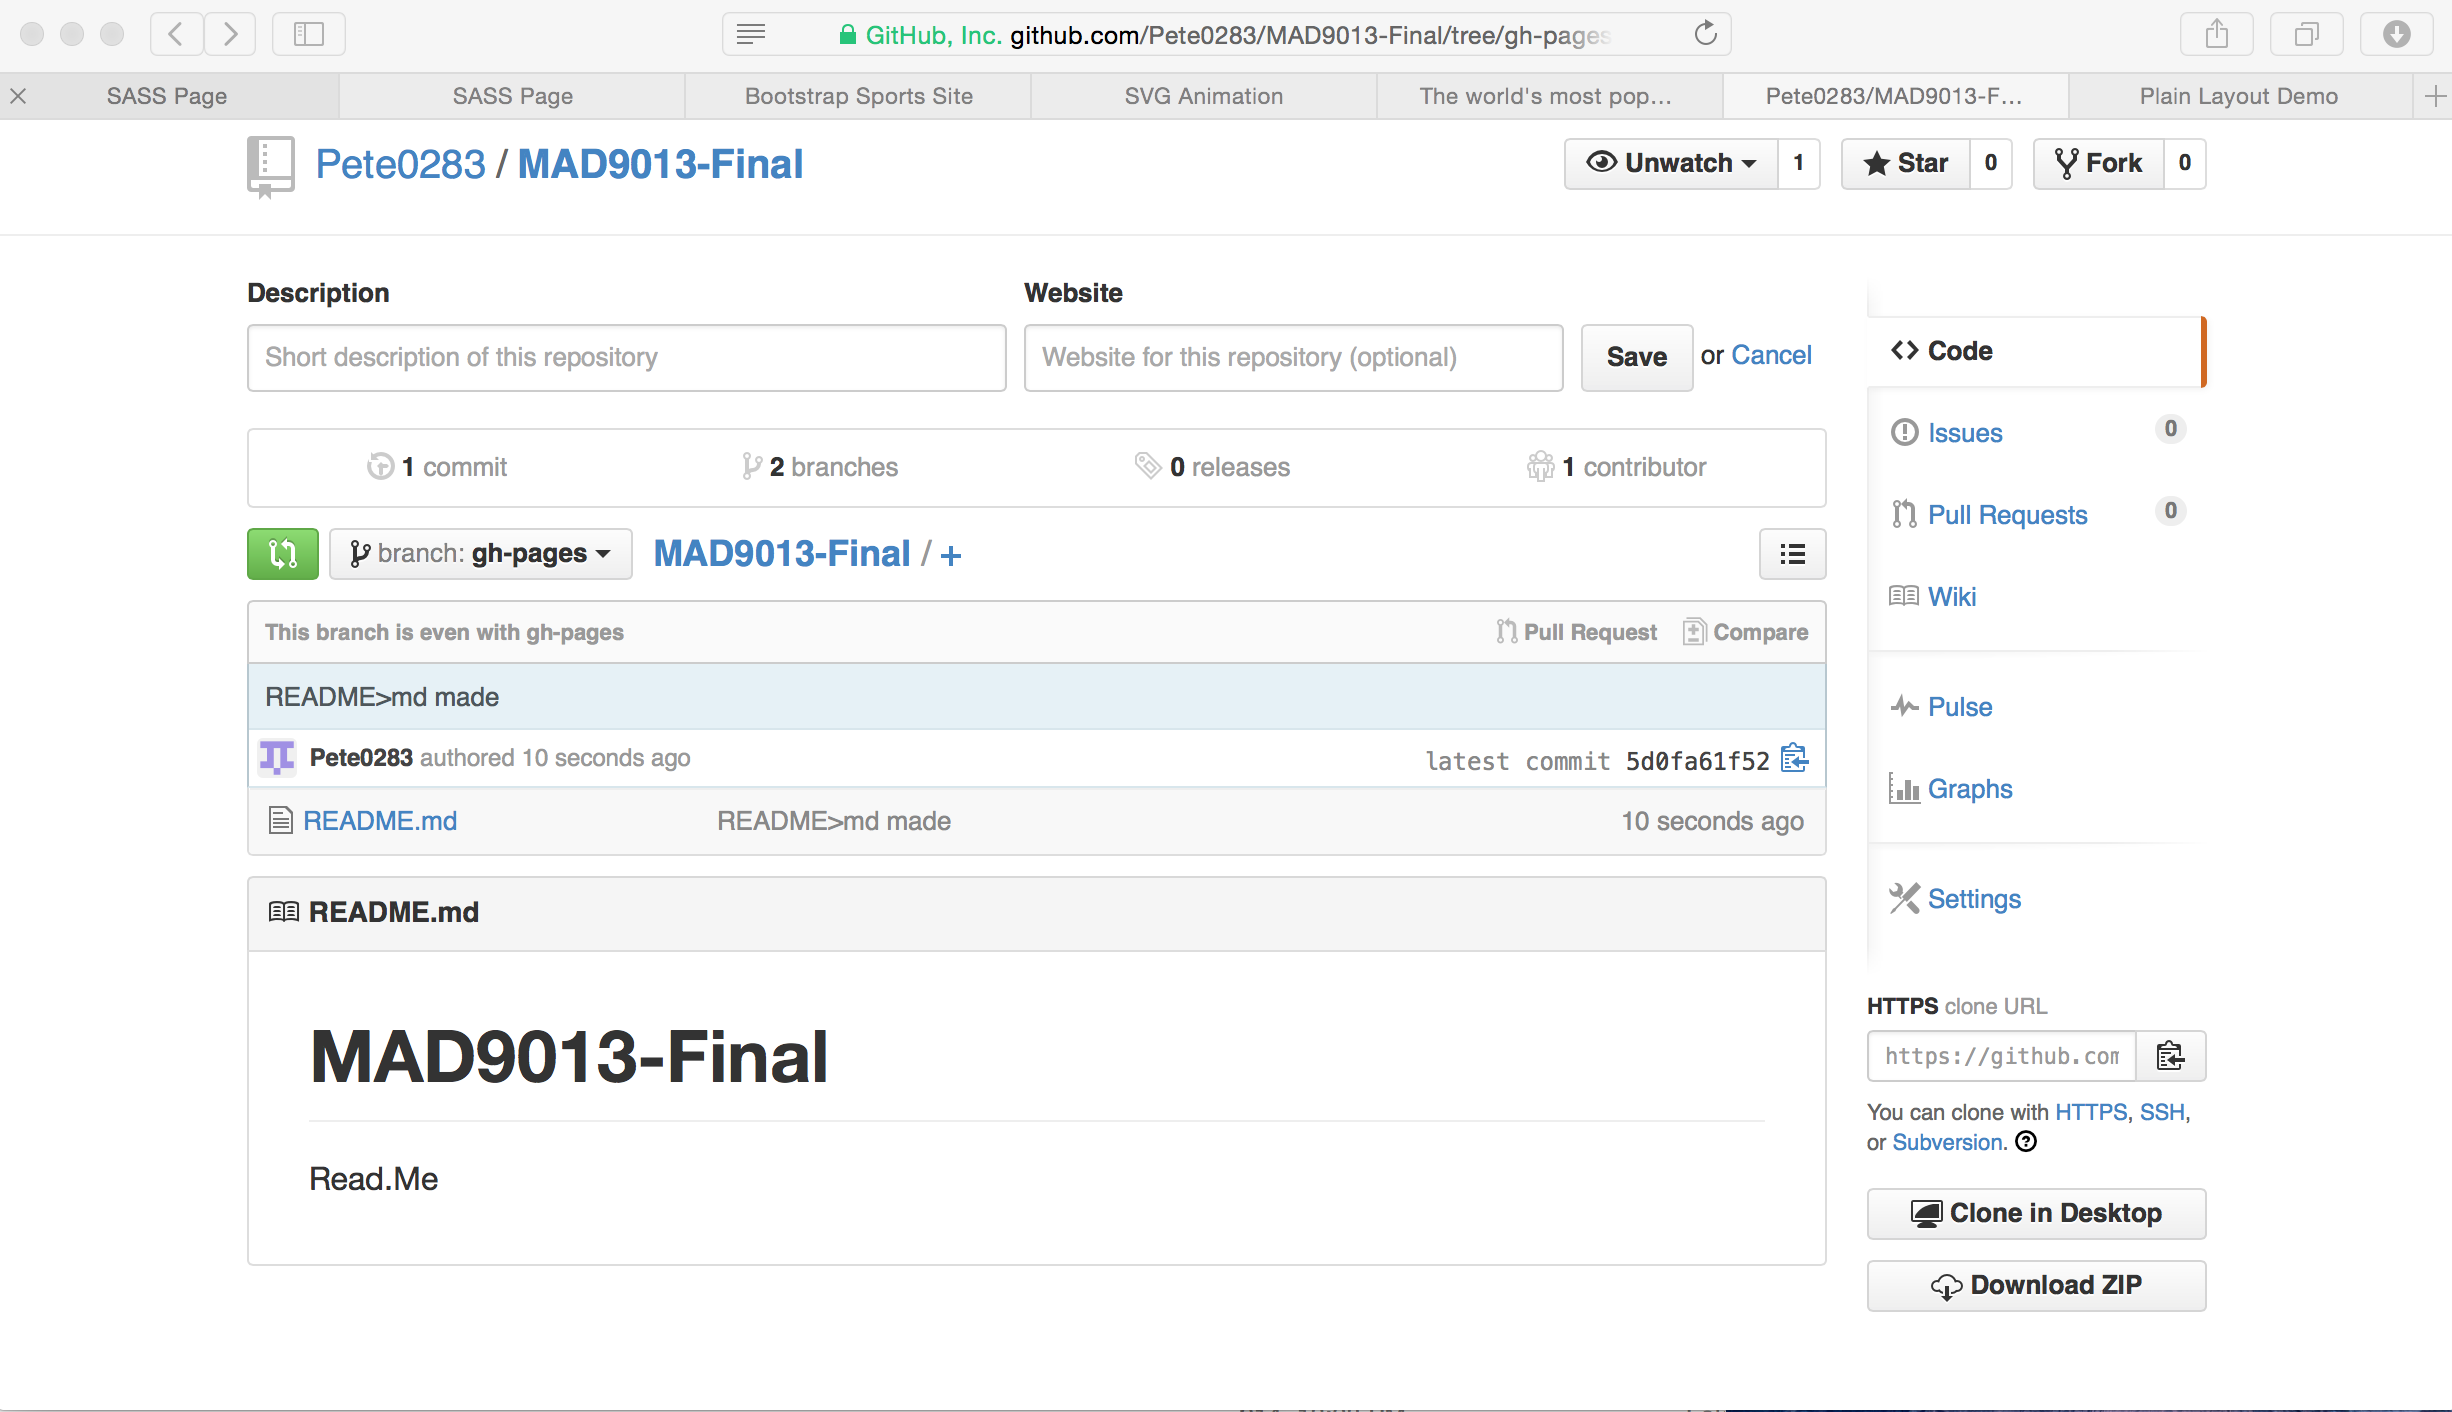 GitHub, Inc. github.com/Pete0283/MAD9013-Final/tree/gh-pages
SASS Page SASS Page Bootstrap Sports Site SVG Animation The world's most pop... Pete0283/MAD9013-F... Plain Layout Demo
Pete0283 / MAD9013-Final Unwatch 1 Star 0 Fork 0
Description Website
Short description of this repository Website for this repository (optional) Save or Cancel
Code
Issues 0
Pull Requests 0
Wiki
Pulse
Graphs
Settings
1 commit 2 branches 0 releases 1 contributor
branch: gh-pages MAD9013-Final / +
This branch is even with gh-pages Pull Request Compare
README>md made
Pete0283 authored 10 seconds ago latest commit 5d0fa61f52
README.md README>md made 10 seconds ago
README.md
MAD9013-Final
Read.Me
HTTPS clone URL
https://github.com
You can clone with HTTPS, SSH,
or Subversion.
Clone in Desktop
Download ZIP